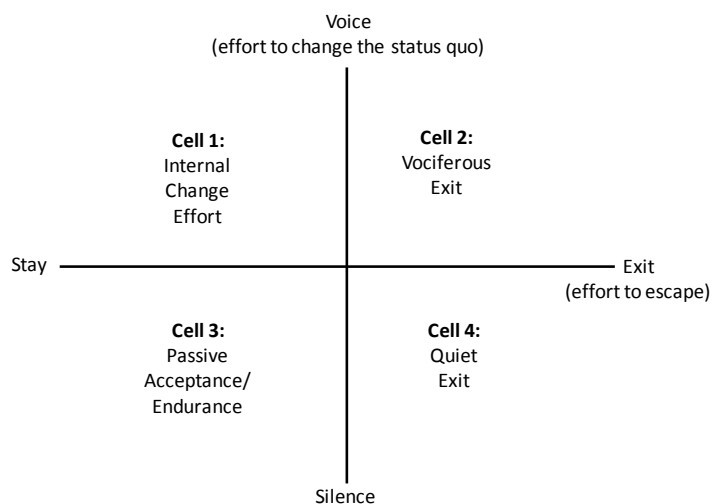 Voice
(effort to change the status quo)
Cell 1:
Internal
Change
Effort
Cell 2:
Vociferous
Exit
Stay
Exit
(effort to escape)
Cell 3:
Passive
Acceptance/
Endurance
Cell 4:
Quiet
Exit
Silence